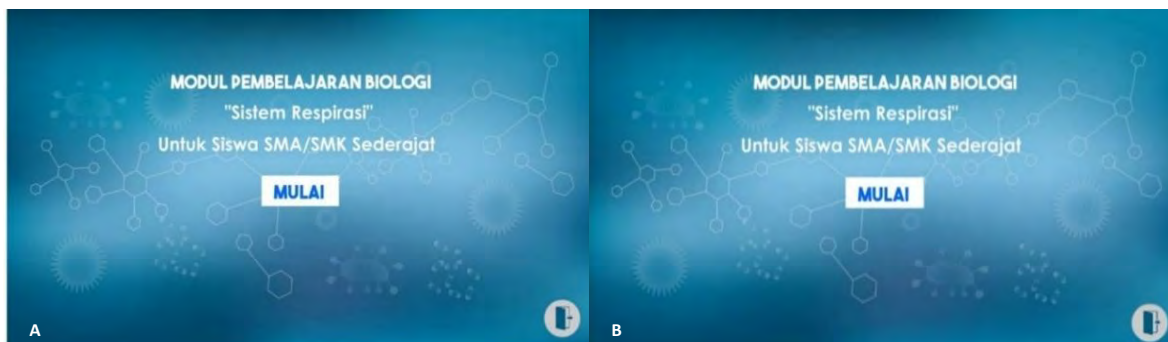 MODUL PEMBELAJARAN BIOLOGI
"Sistem Respirasi"
Untuk Siswa SMA/SMK Sederajat
MULAI
A
MODUL PEMBELAJARAN BIOLOGI
"Sistem Respirasi"
Untuk Siswa SMA/SMK Sederajat
MULAI
B